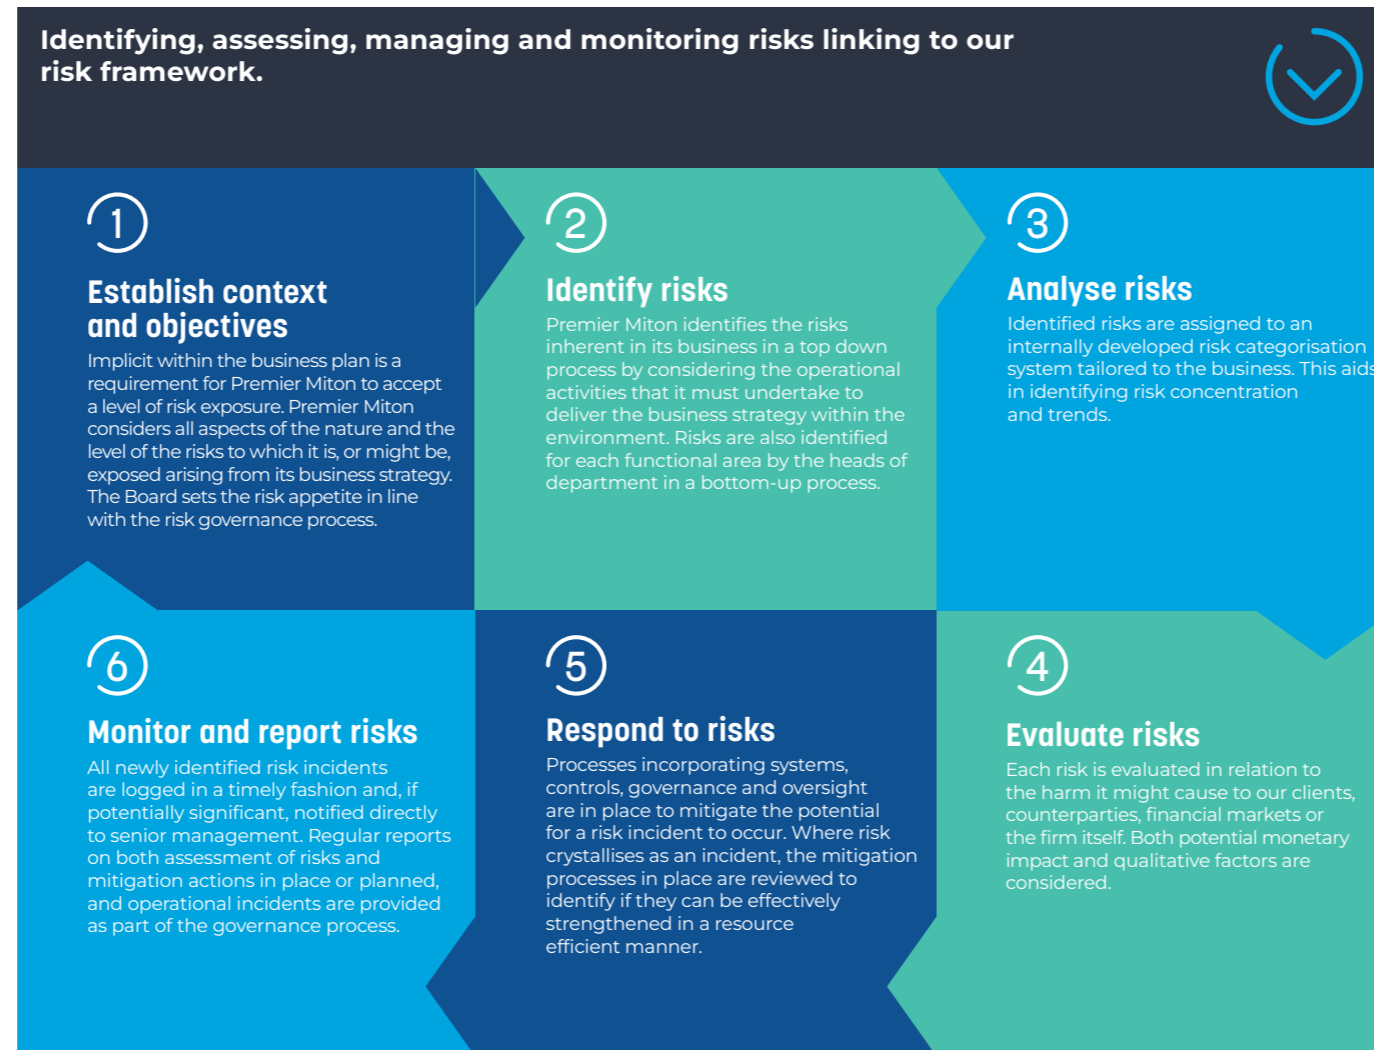 Identifying, assessing, managing and monitoring risks linking to our
risk framework.
1
Establish context
and objectives
Implicit within the business plan is a
requirement for Premier Miton to accept
a level of risk exposure. Premier Miton
considers all aspects of the nature and the
level of the risks to which it is, or might be,
exposed arising from its business strategy.
The Board sets the risk appetite in line
with the risk governance process.
2
Identify risks
Premier Miton identifies the risks
inherent in its business in a top down
process by considering the operational
activities that it must undertake to
deliver the business strategy within the
environment. Risks are also identified
for each functional area by the heads of
department in a bottom-up process.
3
Analyse risks
Identified risks are assigned to an
internally developed risk categorisation
system tailored to the business. This aids
in identifying risk concentration
and trends.
4
Evaluate risks
Each risk is evaluated in relation to
the harm it might cause to our clients,
counterparties, financial markets or
the firm itself. Both potential monetary
impact and qualitative factors are
considered.
5
Respond to risks
Processes incorporating systems,
controls, governance and oversight
are in place to mitigate the potential
for a risk incident to occur. Where risk
crystallises as an incident, the mitigation
processes in place are reviewed to
identify if they can be effectively
strengthened in a resource
efficient manner.
6
Monitor and report risks
All newly identified risk incidents
are logged in a timely fashion and, if
potentially significant, notified directly
to senior management. Regular reports
on both assessment of risks and
mitigation actions in place or planned,
and operational incidents are provided
as part of the governance process.